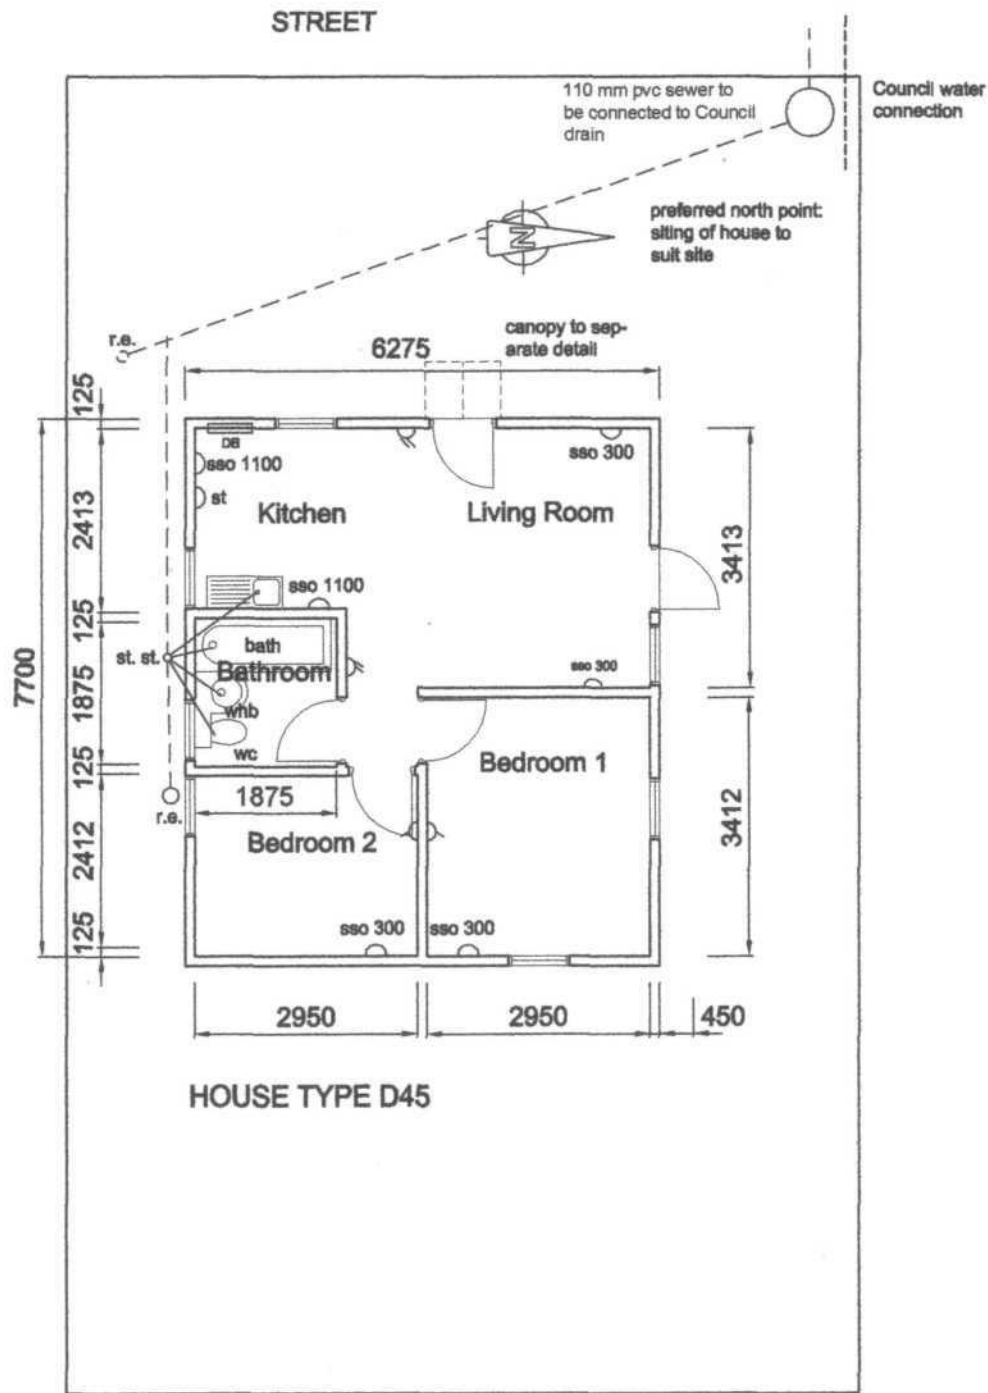 STREET
110 mm pvc sewer to
be connected to Council
drain
Council water
connection
preferred north point:
siting of house to
suit site
N
r.e.
canopy to sep-
arate detail
6275
125
DB
sso 1100
st
sso 300
Kitchen
Living Room
2413
3413
sso 1100
125
st. st.
bath
Bathroom
sso 300
7700
1875
whb
wc
Bedroom 1
125
r.e.
1875
Bedroom 2
3412
2412
sso 300
sso 300
125
2950
2950
450
HOUSE TYPE D45